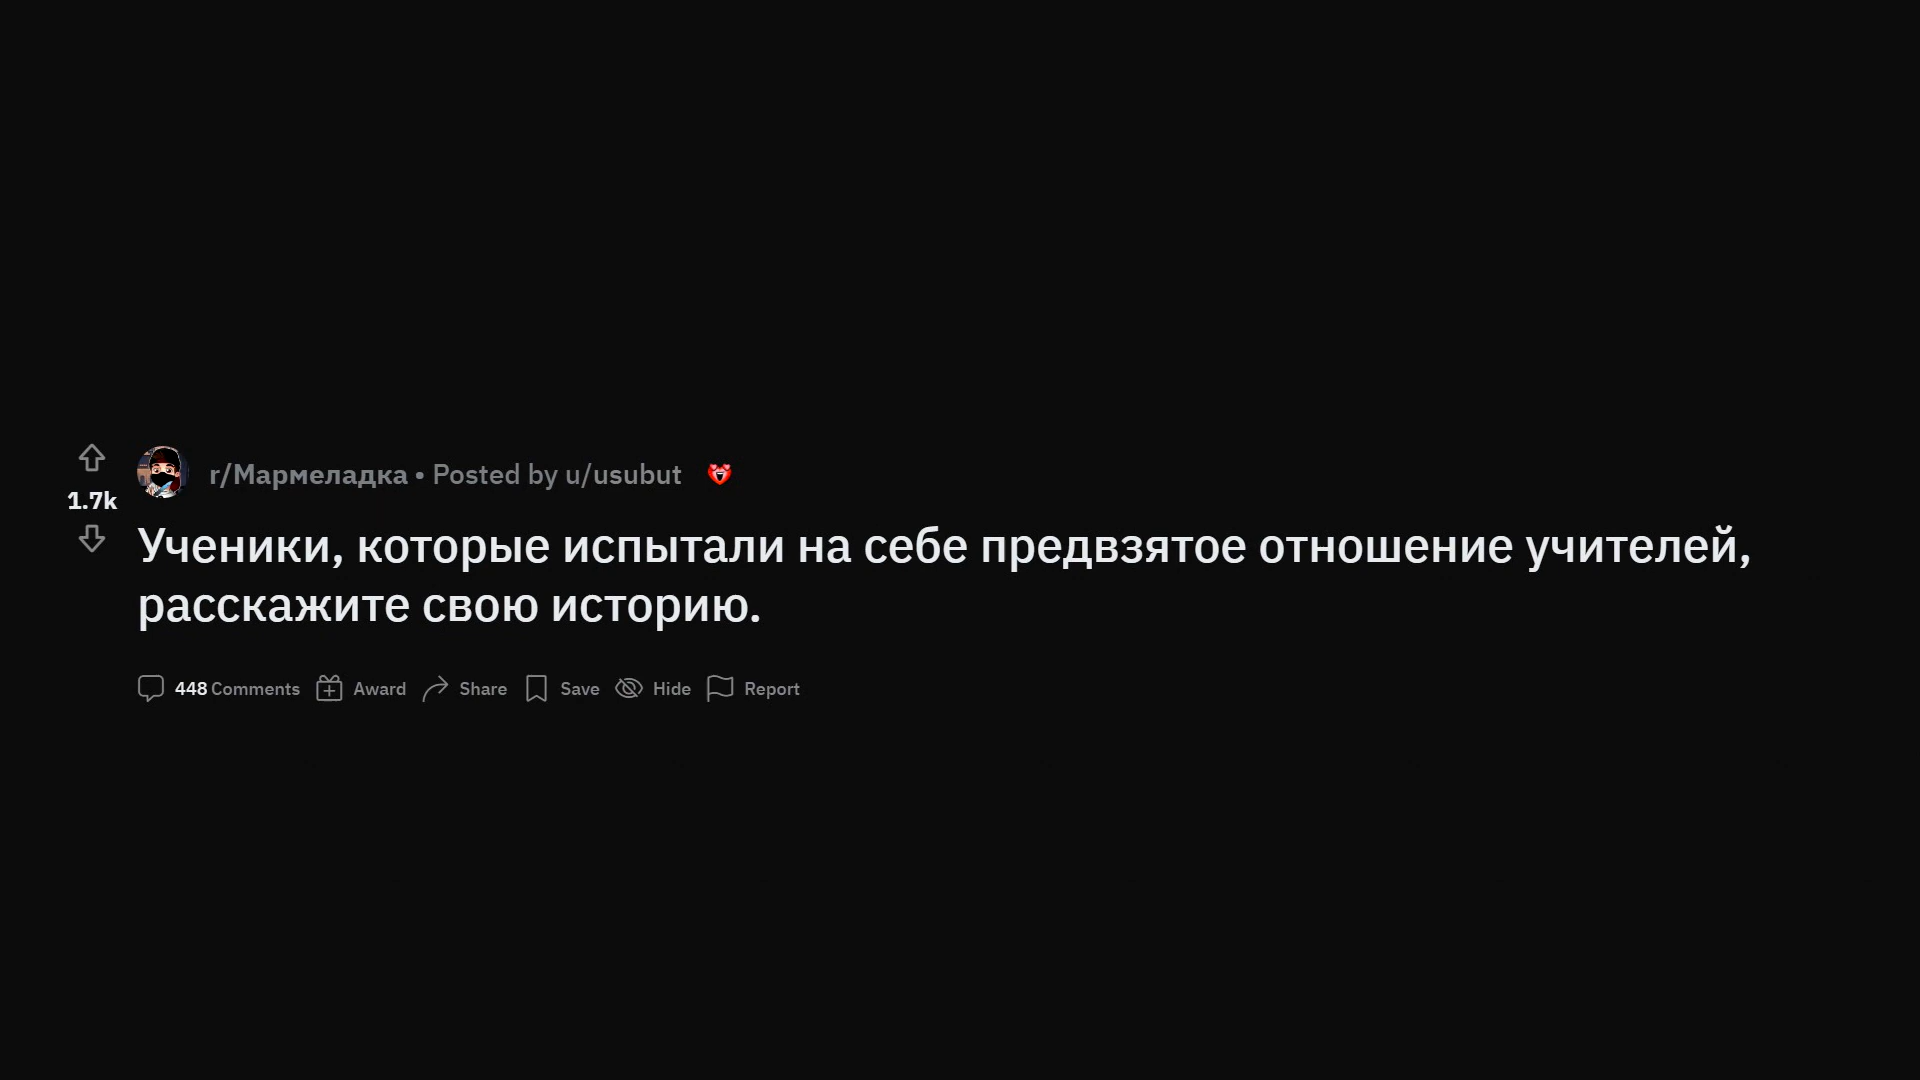 r/Мармеладка • Posted by u/usubut
1.7k
Ученики, которые испытали на себе предвзятое отношение учителей,
расскажите свою историю.
448 Comments Award Share Save Hide Report